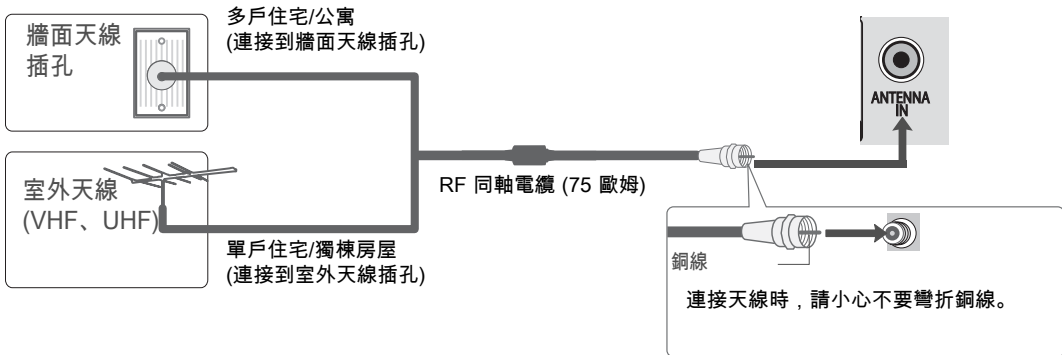 牆面天線
插孔
多戶住宅/公寓
(連接到牆面天線插孔)
ANTENNA
IN
RF 同軸電纜 (75 歐姆)
室外天線
(VHF、UHF)
單戶住宅/獨棟房屋
(連接到室外天線插孔)
銅線
連接天線時，請小心不要彎折銅線。